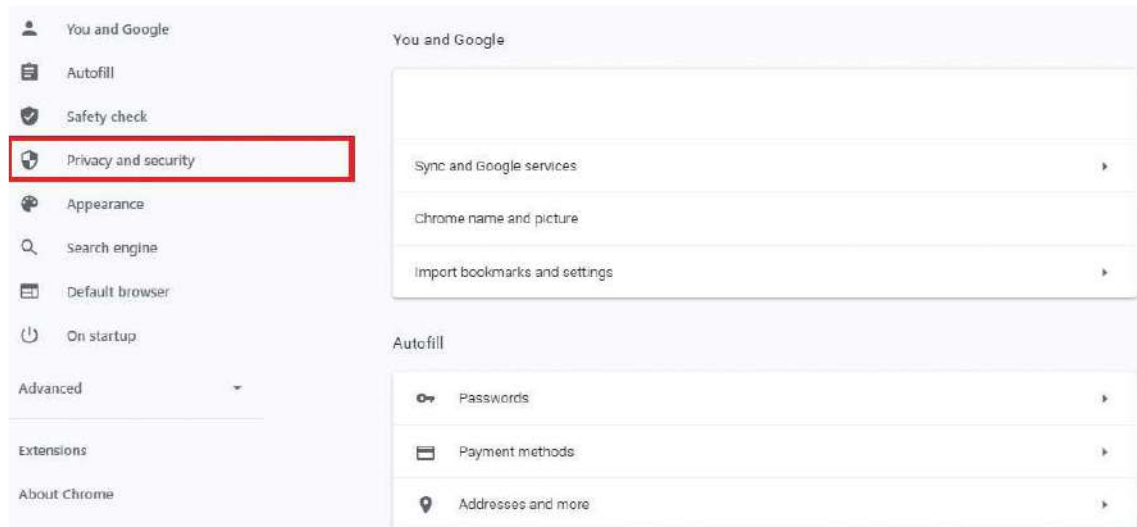 You and Google
Autofill
Safety check
Privacy and security
Appearance
Search engine
Default browser
On startup
Advanced
Extensions
About Chrome
You and Google
Sync and Google services
Chrome name and picture
Import bookmarks and settings
Autofill
Passwords
Payment methods
Addresses and more